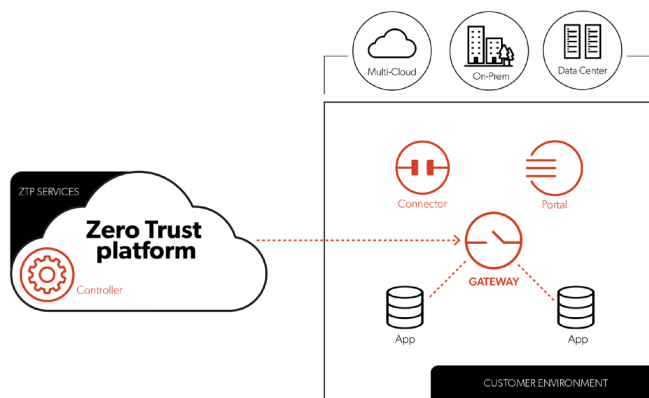 Multi-Cloud
On-Prem
Data Center
ZTP SERVICES
Zero Trust
platform
Controller
Connector
Portal
GATEWAY
App
App
CUSTOMER ENVIRONMENT